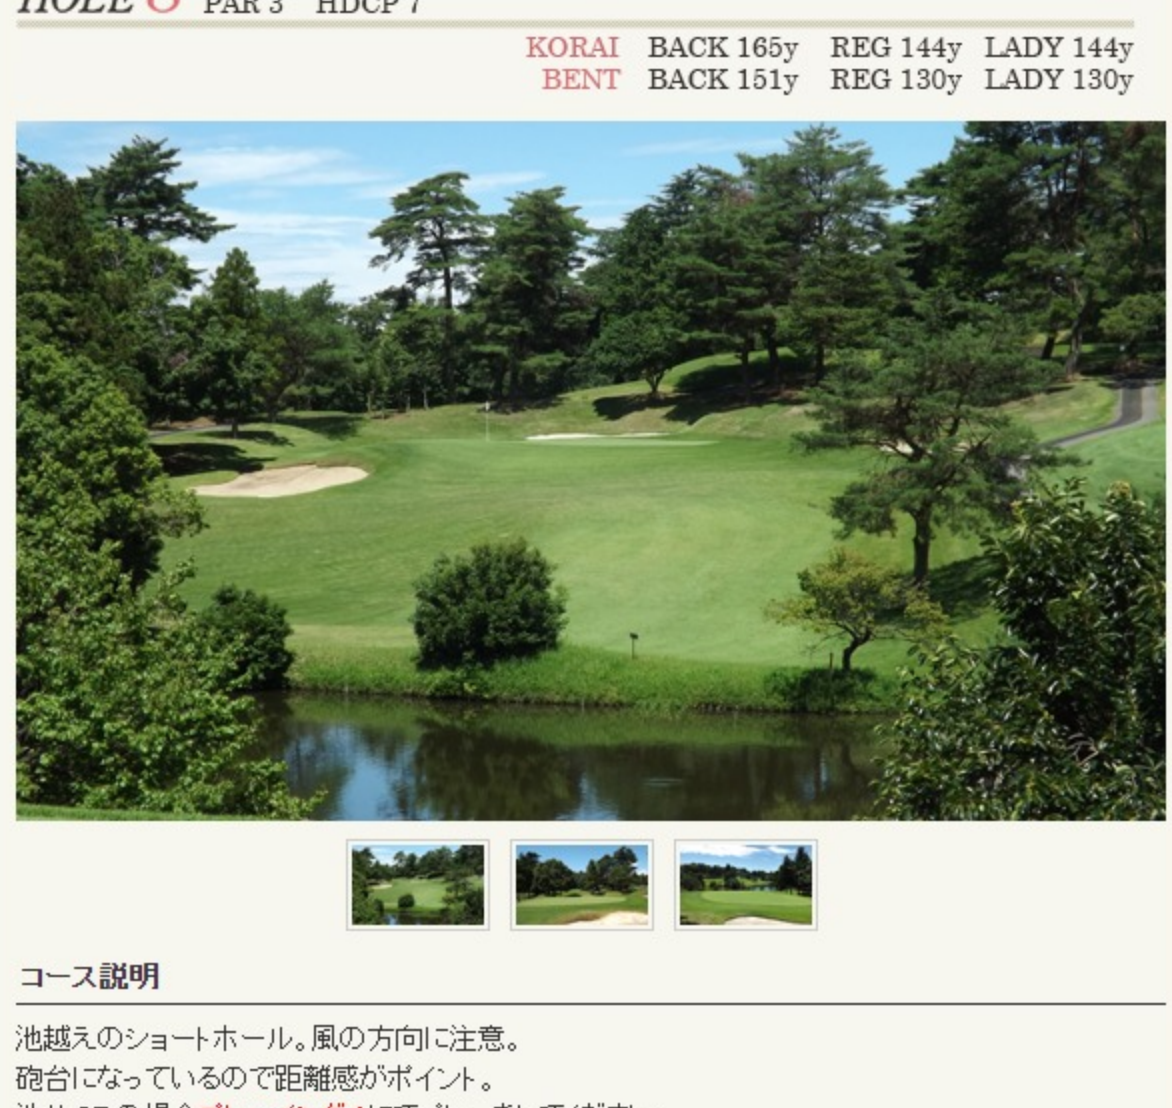 HOLE 8 PAR 3 HDCP 7
KORAI BACK 165y REG 144y LADY 144y
BENT BACK 151y REG 130y LADY 130y
コース説明
池越えのショートホール。風の方向に注意。
砲台になっているので距離感がポイント。